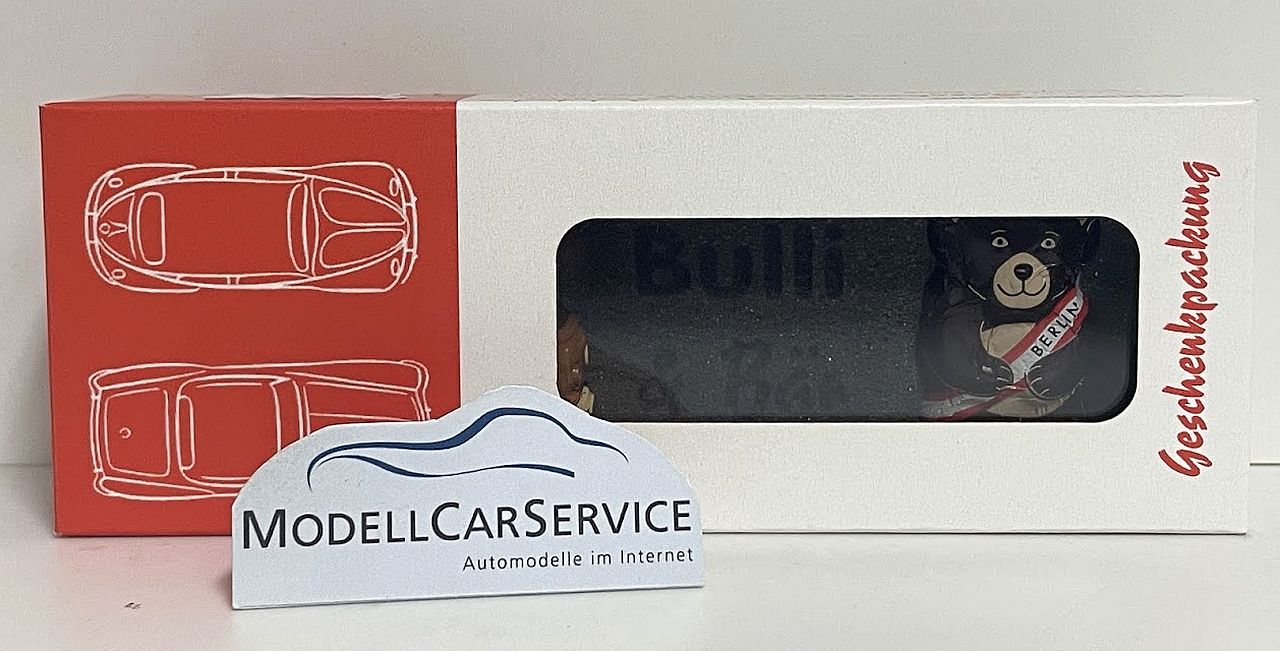 Bulli
BERLIN
Geschenkpackung
MODELLCARSERVICE
Automodelle im Internet